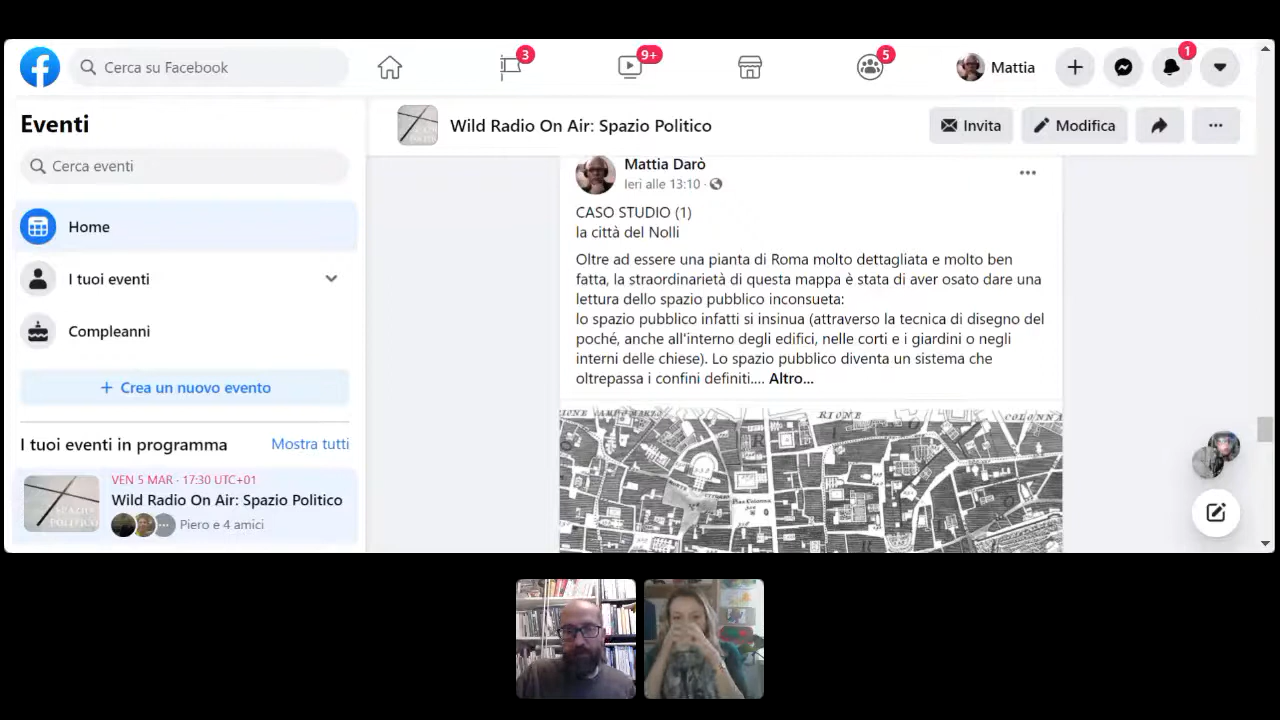 Cerca su Facebook
3
9+
5
Mattia
1
Eventi
Cerca eventi
Home
I tuoi eventi
Compleanni
+ Crea un nuovo evento
I tuoi eventi in programma
Mostra tutti
VEN 5 MAR · 17:30 UTC+01
Wild Radio On Air: Spazio Politico
Piero e 4 amici
Wild Radio On Air: Spazio Politico
Invita
Modifica
Mattia Darò
Ieri alle 13:10
CASO STUDIO (1)
la città del Nolli
Oltre ad essere una pianta di Roma molto dettagliata e molto ben
fatta, la straordinarietà di questa mappa è stata di aver osato dare una
lettura dello spazio pubblico inconsueta:
lo spazio pubblico infatti si insinua (attraverso la tecnica di disegno del
poché, anche all'interno degli edifici, nelle corti e i giardini o negli
interni delle chiese). Lo spazio pubblico diventa un sistema che
oltrepassa i confini definiti.... Altro...
RIONE
COLONNA